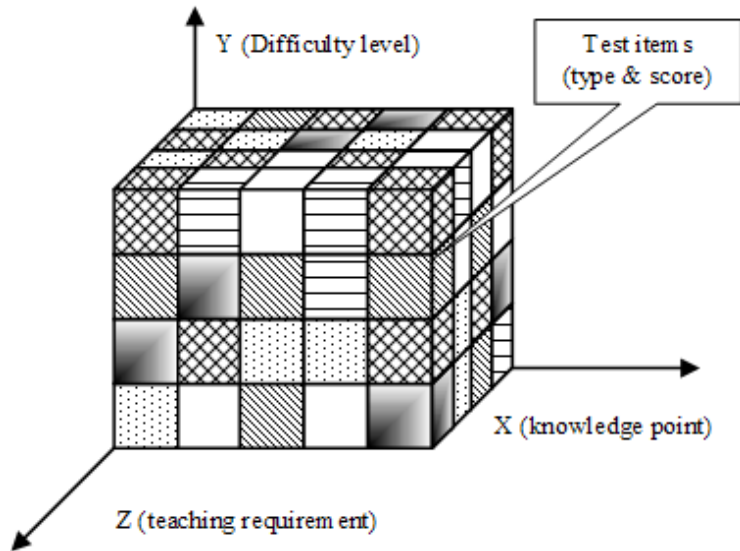 Y (Difficulty level)
Test item s
(type & score)
X (knowledge point)
Z (teaching requirem ent)